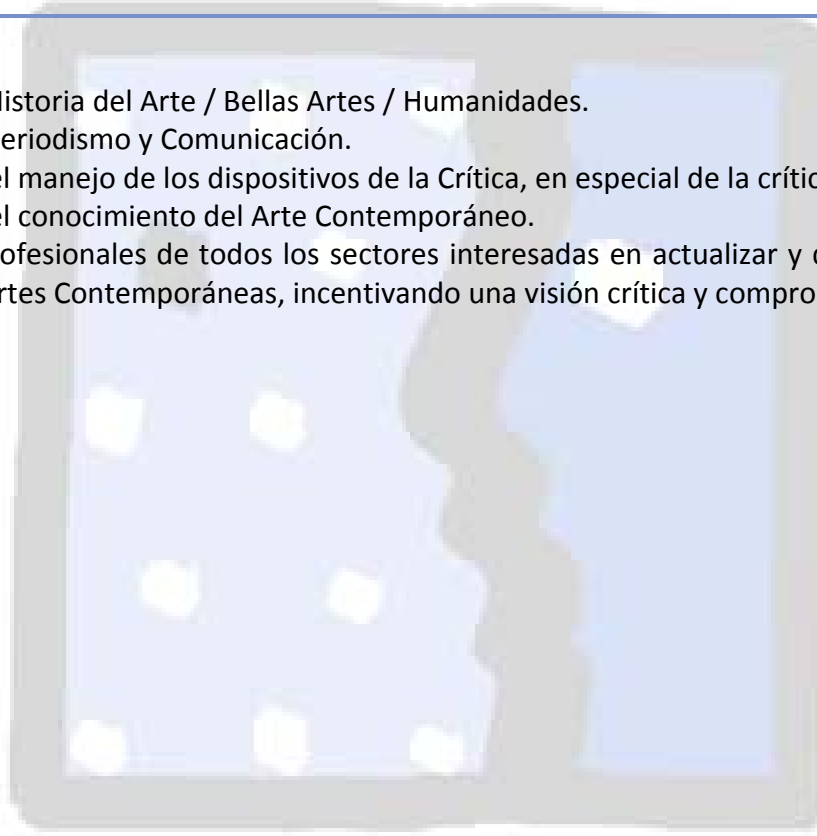 Historia del Arte / Bellas Artes / Humanidades.
Periodismo y Comunicación.
el manejo de los dispositivos de la Crítica, en especial de la crític
el conocimiento del Arte Contemporáneo.
ofesionales de todos los sectores interesadas en actualizar y
rtes Contemporáneas, incentivando una visión crítica y compro